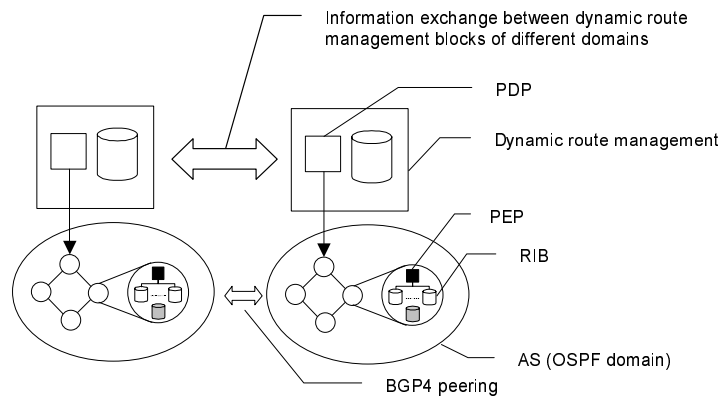 Information exchange between dynamic route
management blocks of different domains
PDP
Dynamic route management
PEP
RIB
AS (OSPF domain)
BGP4 peering